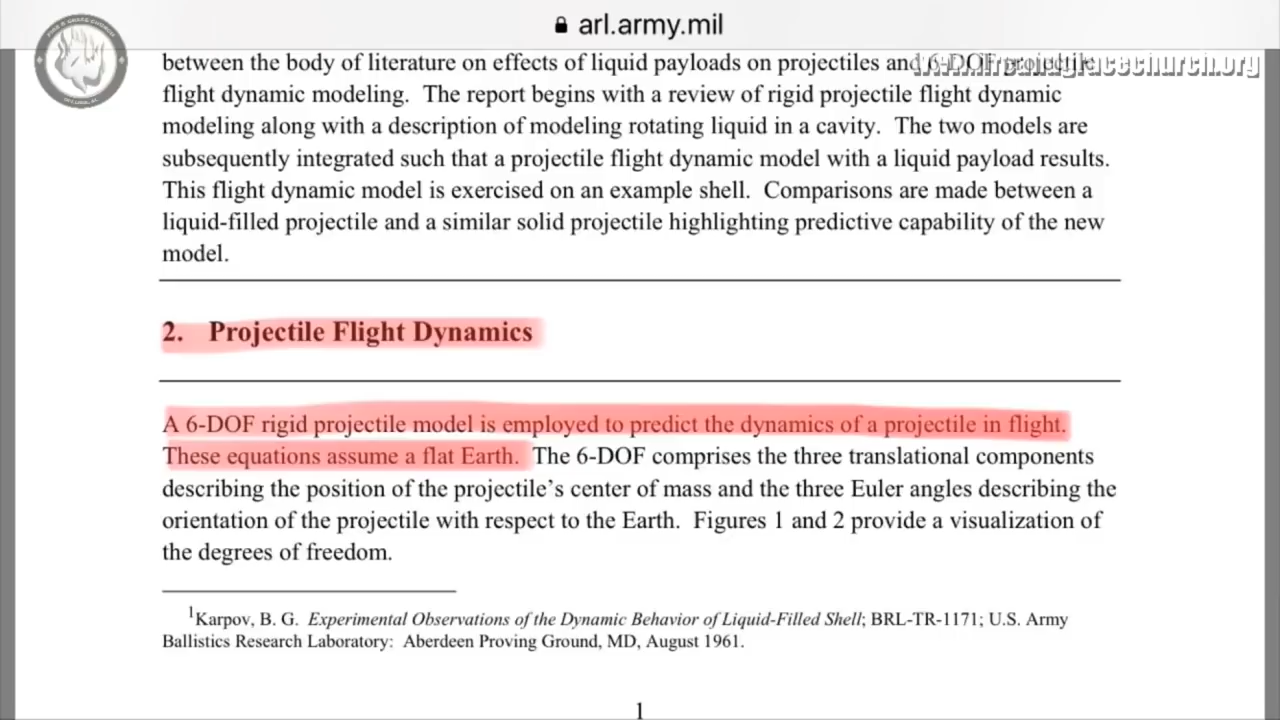 arl.army.mil
between the body of literature on effects of liquid payloads on projectiles and 6-DOF projectile
flight dynamic modeling. The report begins with a review of rigid projectile flight dynamic
modeling along with a description of modeling rotating liquid in a cavity. The two models are
subsequently integrated such that a projectile flight dynamic model with a liquid payload results.
This flight dynamic model is exercised on an example shell. Comparisons are made between a
liquid-filled projectile and a similar solid projectile highlighting predictive capability of the new
model.
2. Projectile Flight Dynamics
A 6-DOF rigid projectile model is employed to predict the dynamics of a projectile in flight.
These equations assume a flat Earth. The 6-DOF comprises the three translational components
describing the position of the projectile’s center of mass and the three Euler angles describing the
orientation of the projectile with respect to the Earth. Figures 1 and 2 provide a visualization of
the degrees of freedom.
1Karpov, B. G. Experimental Observations of the Dynamic Behavior of Liquid-Filled Shell; BRL-TR-1171; U.S. Army
Ballistics Research Laboratory: Aberdeen Proving Ground, MD, August 1961.
1